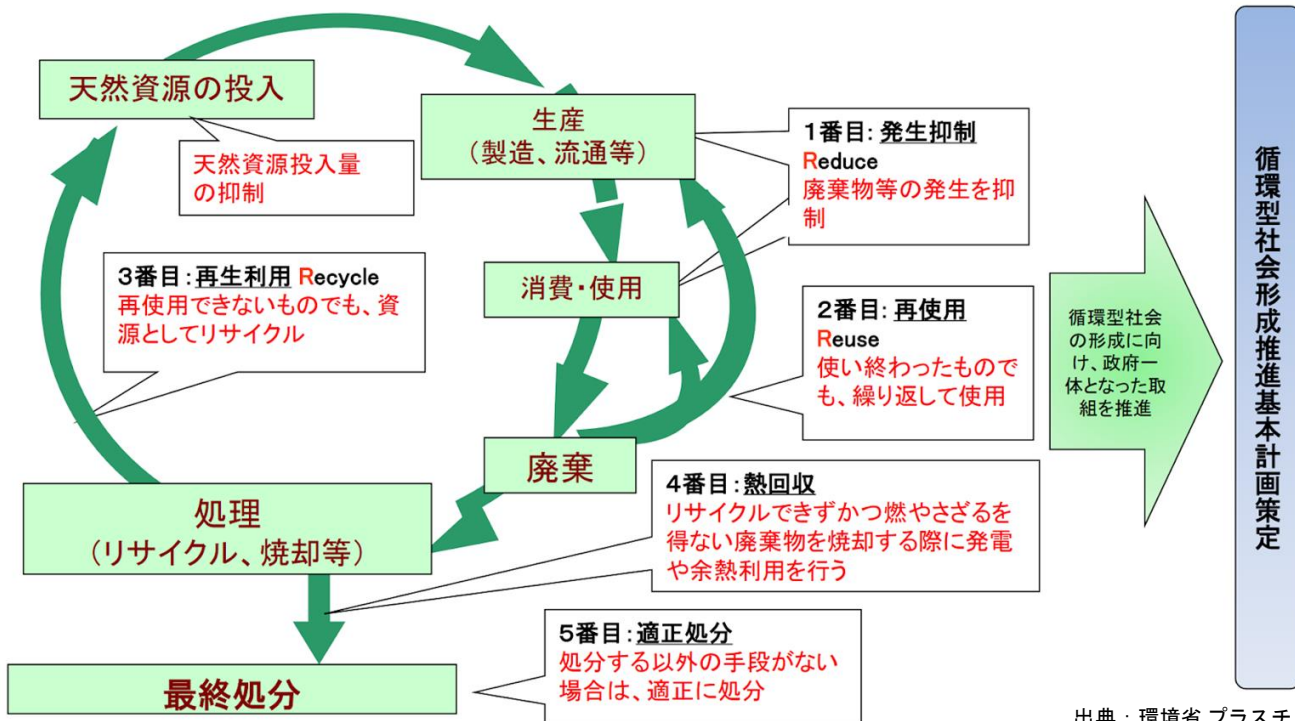 天然資源の投入
天然資源投入量
の抑制
生産
（製造、流通等）
1番目：発生抑制
Reduce
廃棄物等の発生を抑
制
3番目：再生利用 Recycle
再使用できないものでも、資
源としてリサイクル
消費・使用
2番目：再使用
Reuse
使い終わったもので
も、繰り返して使用
循環型社会
の形成に向
け、政府一
体となった取
組を推進
循環型社会形成推進基本計画策定
廃棄
処理
（リサイクル、焼却等）
4番目：熱回収
リサイクルできずかつ燃やさざるを
得ない廃棄物を焼却する際に発電
や余熱利用を行う
5番目：適正処分
処分する以外の手段がない
場合は、適正に処分
最終処分
出典：環境省 プラスチ